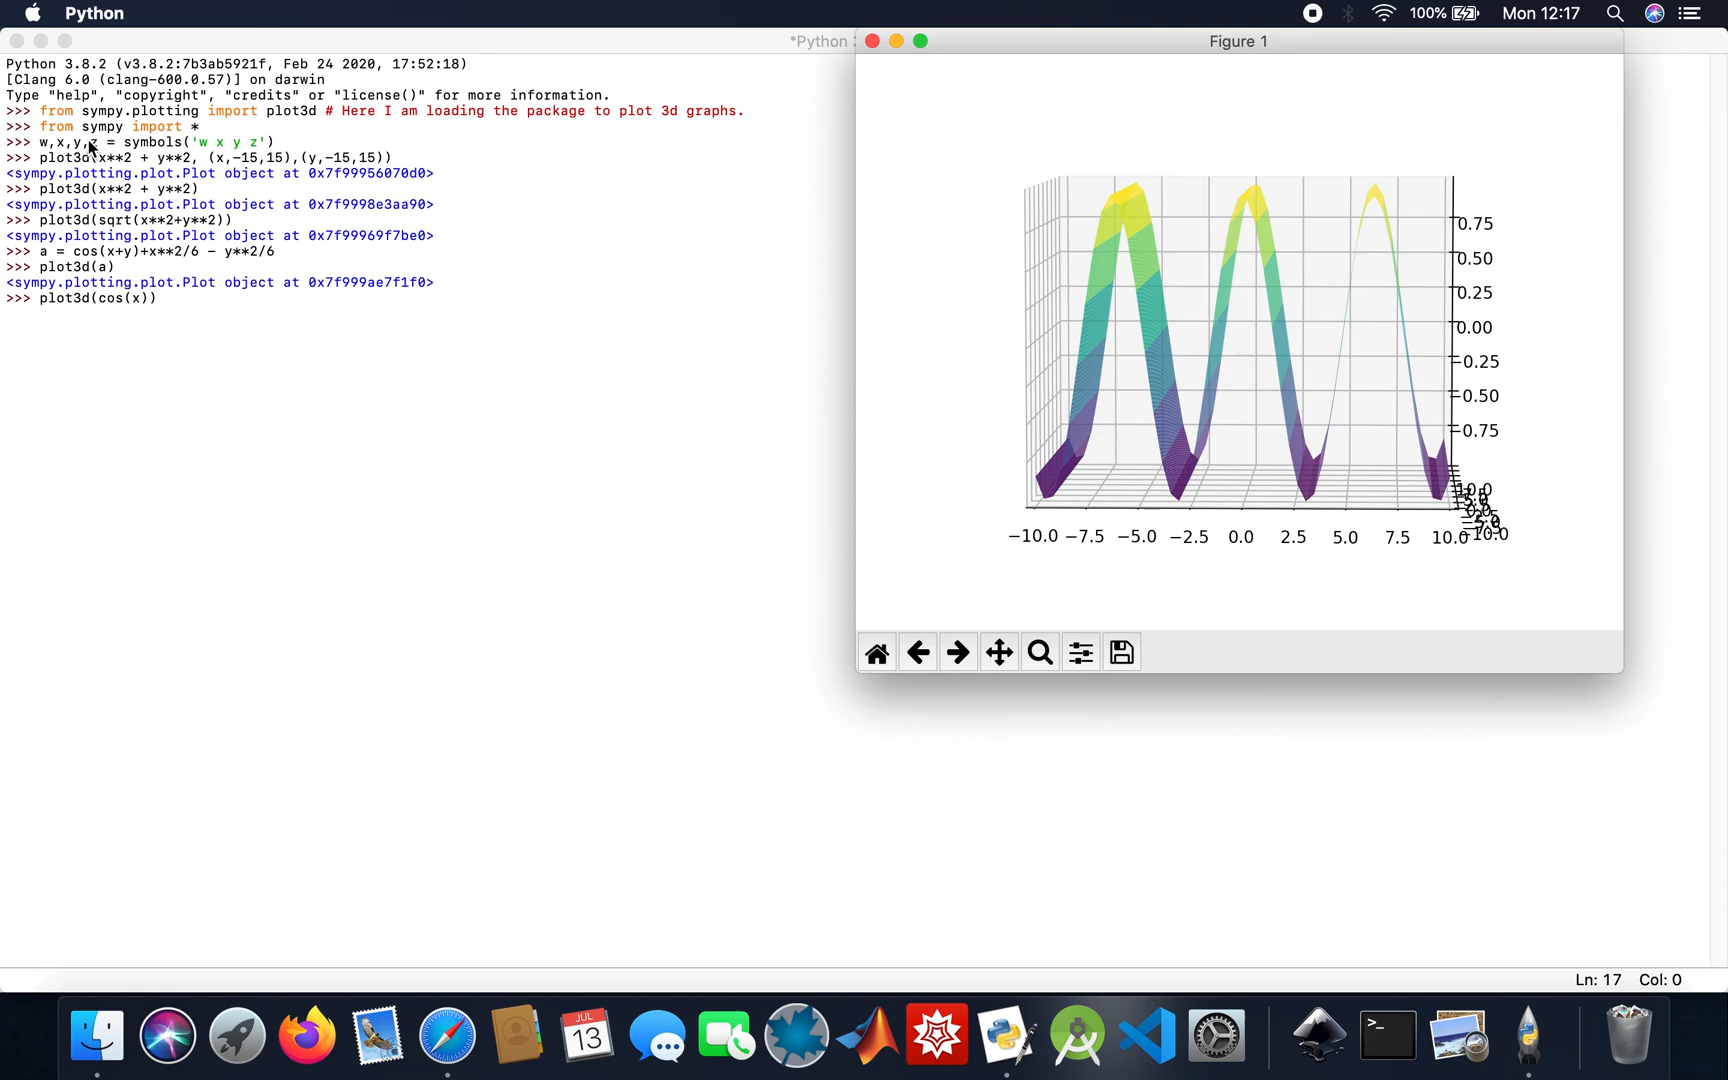 Python
100%
Mon 12:17
*Python 3
Figure 1
Python 3.8.2 (v3.8.2:7b3ab5921f, Feb 24 2020, 17:52:18)
[Clang 6.0 (clang-600.0.57)] on darwin
Type "help", "copyright", "credits" or "license()" for more information.
>>> from sympy.plotting import plot3d # Here I am loading the package to plot 3d graphs.
>>> from sympy import *
>>> w,x,y,z = symbols('w x y z')
>>> plot3d(x**2 + y**2, (x,-15,15),(y,-15,15))
<sympy.plotting.plot.Plot object at 0x7f99956070d0>
>>> plot3d(x**2 + y**2)
<sympy.plotting.plot.Plot object at 0x7f9998e3aa90>
>>> plot3d(sqrt(x**2+y**2))
<sympy.plotting.plot.Plot object at 0x7f99969f7be0>
>>> a = cos(x+y)+x**2/6 - y**2/6
>>> plot3d(a)
<sympy.plotting.plot.Plot object at 0x7f999ae7f1f0>
>>> plot3d(cos(x))
0.75
0.50
0.25
0.00
−0.25
−0.50
−0.75
10.0
−10.0
−10.0 −7.5 −5.0 −2.5 0.0 2.5 5.0 7.5 10.0
Ln: 17 Col: 0
JUL
13
>_